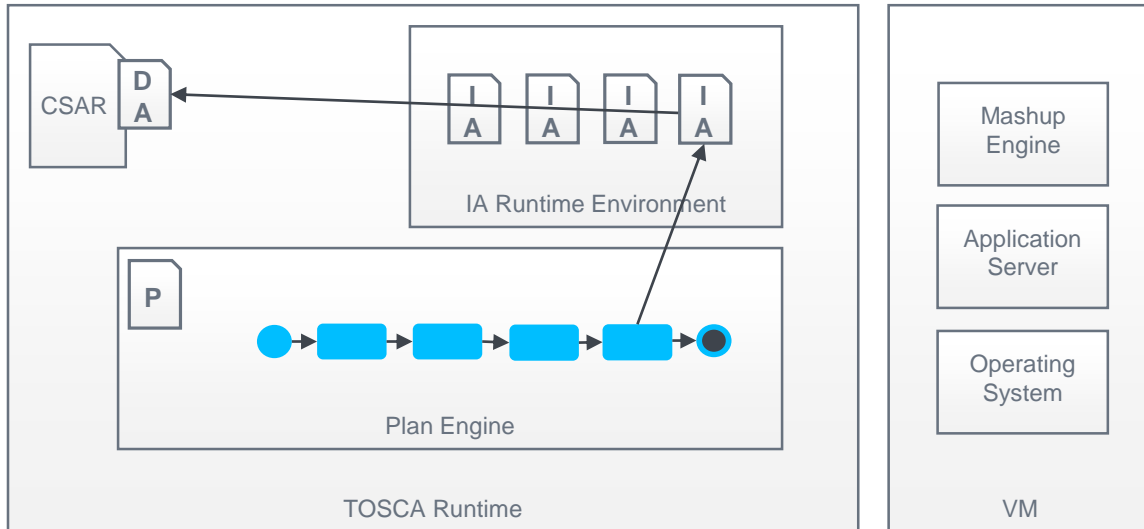 CSAR
D
A
I
A
I
A
I
A
I
A
IA Runtime Environment
P
Plan Engine
TOSCA Runtime
Mashup
Engine
Application
Server
Operating
System
VM